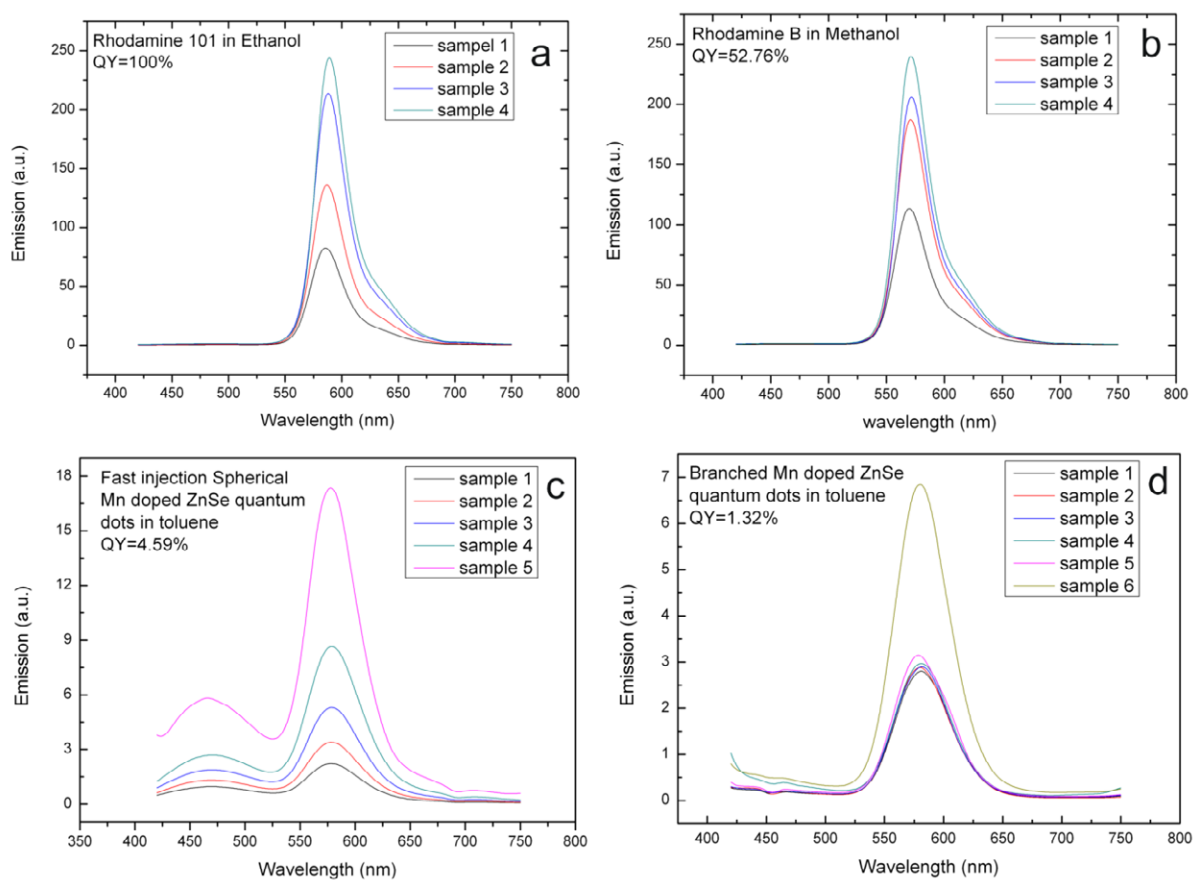 Rhodamine 101 in Ethanol
QY=100%
sampel 1
sample 2
sample 3
sample 4
a
250
200
150
100
50
0
Emission (a.u.)
400 450 500 550 600 650 700 750 800
Wavelength (nm)
Rhodamine B in Methanol
QY=52.76%
sample 1
sample 2
sample 3
sample 4
b
250
200
150
100
50
0
Emission (a.u.)
400 450 500 550 600 650 700 750 800
wavelength (nm)
Fast injection Spherical
Mn doped ZnSe quantum
dots in toluene
QY=4.59%
sample 1
sample 2
sample 3
sample 4
sample 5
c
18
15
12
9
6
3
0
Emission (a.u.)
350 400 450 500 550 600 650 700 750 800
Wavelength (nm)
Branched Mn doped ZnSe
quantum dots in toluene
QY=1.32%
sample 1
sample 2
sample 3
sample 4
sample 5
sample 6
d
7
6
5
4
3
2
1
0
Emission (a.u.)
400 450 500 550 600 650 700 750 800
Wavelength (nm)